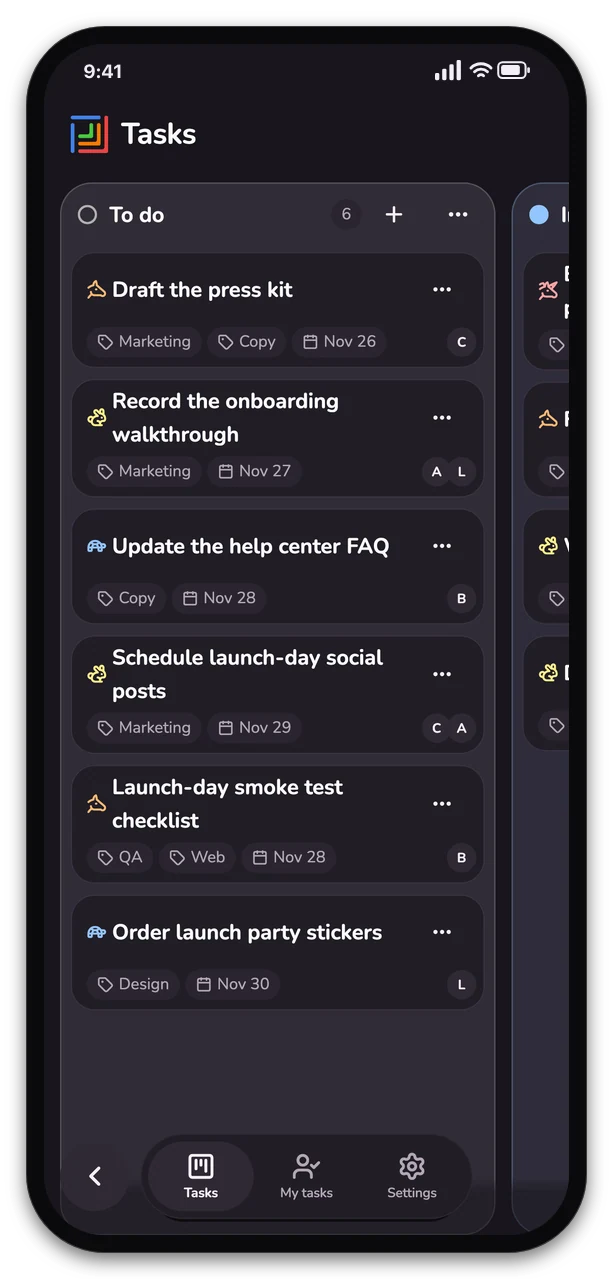 9:41
Tasks
To do
6
Draft the press kit
Marketing
Copy
Nov 26
C
Record the onboarding
walkthrough
Marketing
Nov 27
A
L
Update the help center FAQ
Copy
Nov 28
B
Schedule launch-day social
posts
Marketing
Nov 29
C
A
Launch-day smoke test
checklist
QA
Web
Nov 28
B
Order launch party stickers
Design
Nov 30
L
Tasks
My tasks
Settings